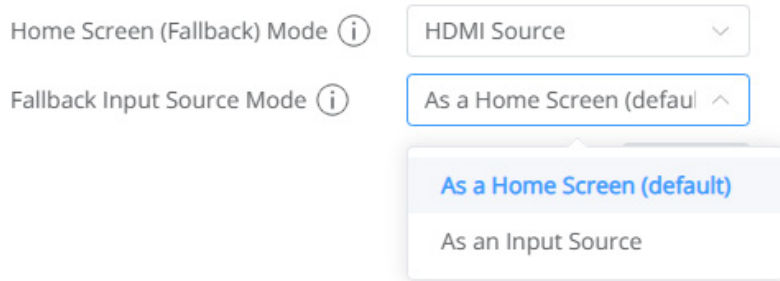 Home Screen (Fallback) Mode HDMI Source
Fallback Input Source Mode As a Home Screen (defaul
As a Home Screen (default)
As an Input Source